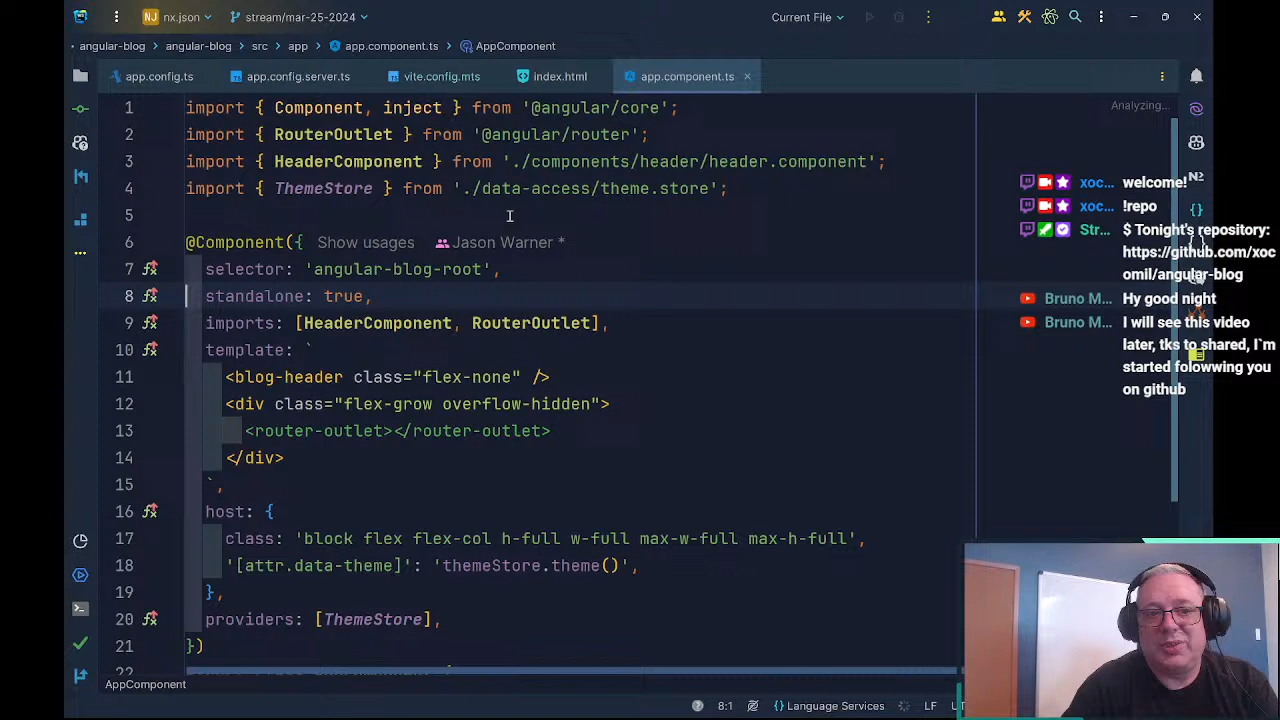 NJ nx.json
stream/mar-25-2024
Current File
angular-blog
angular-blog
src
app
app.component.ts
AppComponent
app.config.ts
app.config.server.ts
vite.config.mts
index.html
app.component.ts
Analyzing...
1 import { Component, inject } from '@angular/core';
2 import { RouterOutlet } from '@angular/router';
3 import { HeaderComponent } from './components/header/header.component';
4 import { ThemeStore } from './data-access/theme.store';
5
6 @Component({ Show usages Jason Warner *
7 selector: 'angular-blog-root',
8 standalone: true,
9 imports: [HeaderComponent, RouterOutlet],
10 template: `
11 <blog-header class="flex-none" />
12 <div class="flex-grow overflow-hidden">
13 <router-outlet></router-outlet>
14 </div>
15 `,
16 host: {
17 class: 'block flex flex-col h-full w-full max-w-full max-h-full',
18 '[attr.data-theme]': 'themeStore.theme()',
19 },
20 providers: [ThemeStore],
21 })
22
xoc... welcome!
xoc... !repo
Str... $ Tonight's repository:
https://github.com/xoc
omil/angular-blog
Bruno M... Hy good night
Bruno M... I will see this video
later, tks to shared, I`m
started folowwing you
on github
AppComponent
8:1
{} Language Services
LF